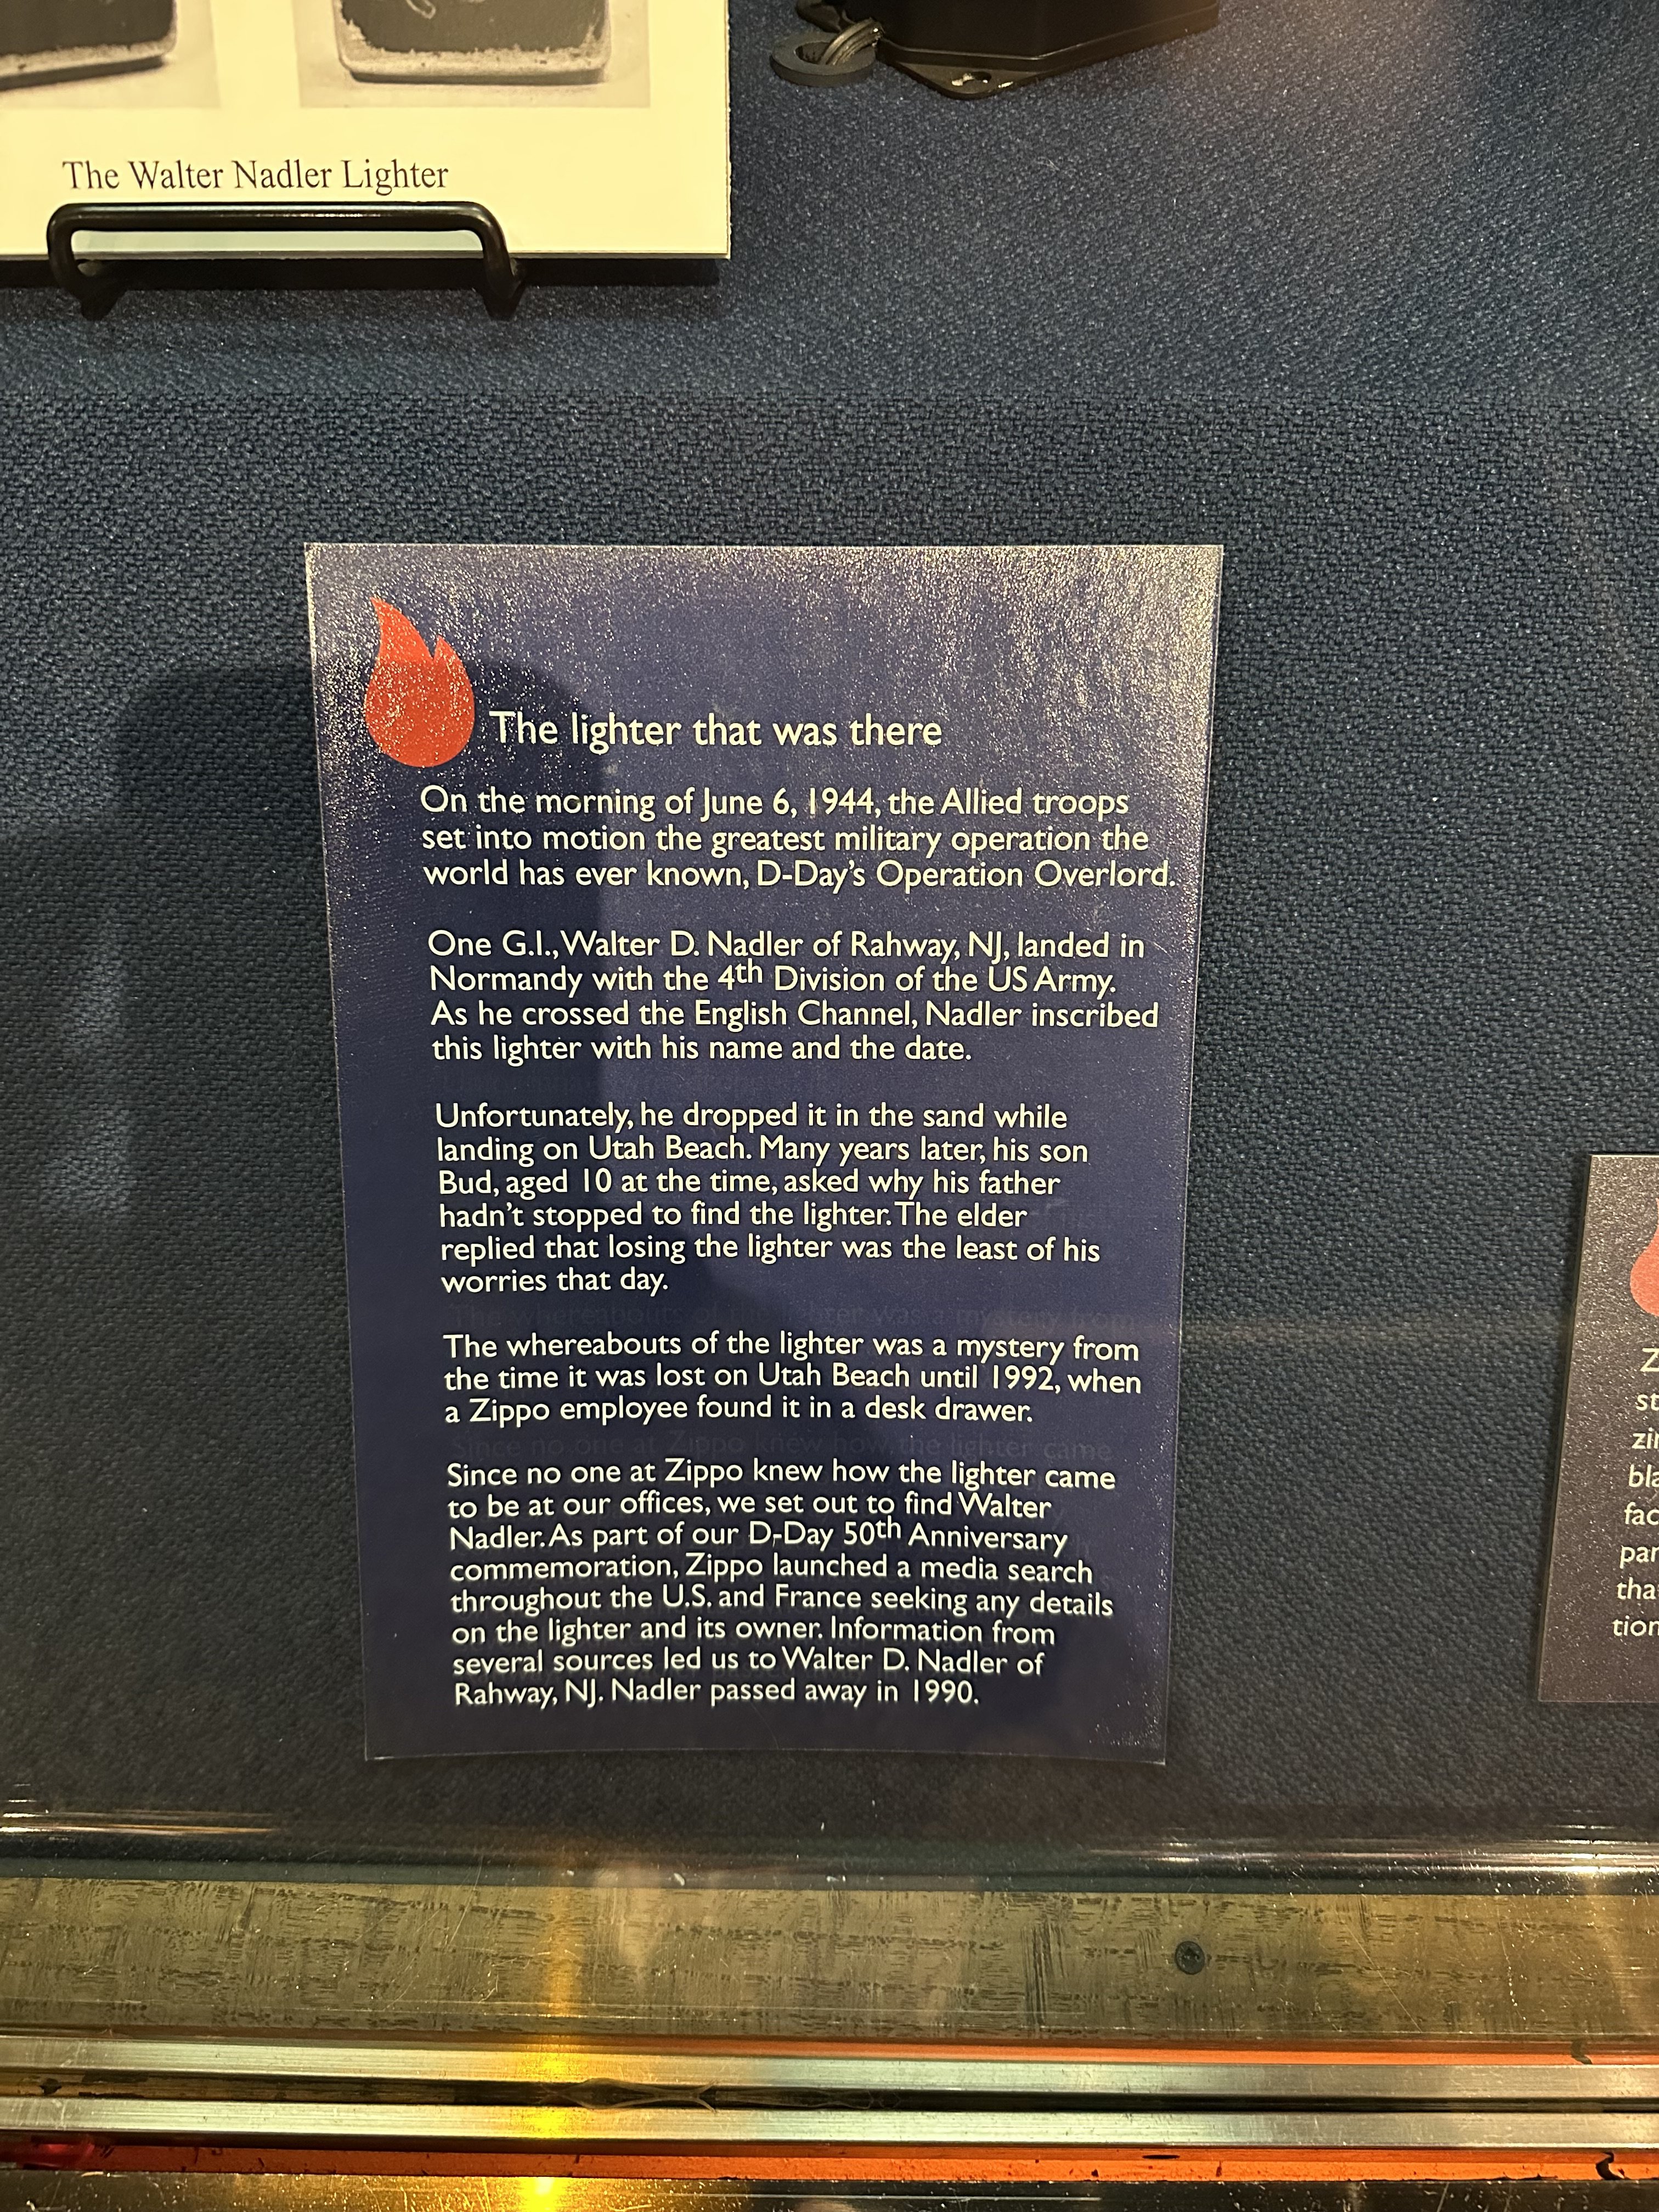 The Walter Nadler Lighter
The lighter that was there
On the morning of June 6, 1944, the Allied troops
set into motion the greatest military operation the
world has ever known, D-Day's Operation Overlord.
One G.I., Walter D. Nadler of Rahway, NJ, landed in
Normandy with the 4th Division of the US Army.
As he crossed the English Channel, Nadler inscribed
this lighter with his name and the date.
Unfortunately, he dropped it in the sand while
landing on Utah Beach. Many years later, his son
Bud, aged 10 at the time, asked why his father
hadn't stopped to find the lighter. The elder
replied that losing the lighter was the least of his
worries that day.
The whereabouts of the lighter was a mystery from
the time it was lost on Utah Beach until 1992, when
a Zippo employee found it in a desk drawer.
Since no one at Zippo knew how the lighter came
to be at our offices, we set out to find Walter
Nadler. As part of our D-Day 50th Anniversary
commemoration, Zippo launched a media search
throughout the U.S. and France seeking any details
on the lighter and its owner. Information from
several sources led us to Walter D. Nadler of
Rahway, NJ. Nadler passed away in 1990.